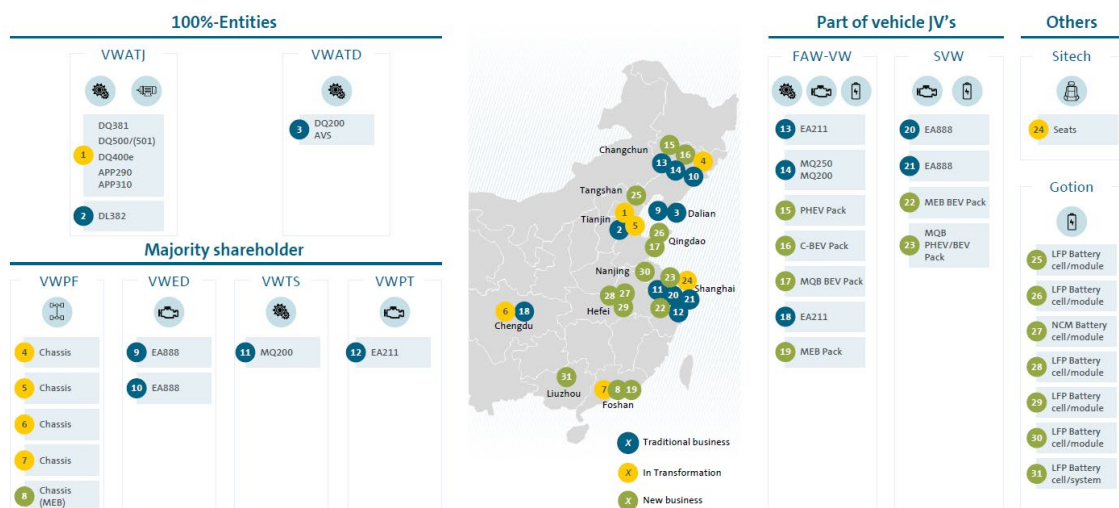 100%-Entities
VWATJ
1
DQ381
DQ500/(501)
DQ400e
APP290
APP310
2 DL382
VWATD
3
DQ200
AVS
Majority shareholder
VWPF
4 Chassis
5 Chassis
6 Chassis
7 Chassis
8 Chassis
(MEB)
VWED
9 EA888
10 EA888
VWTS
11 MQ200
VWPT
12 EA211
Changchun
15
16
4
13
14
10
Tangshan
25
Tianjin
1
5
2
9
3
Dalian
26
17
Qingdao
Nanjing
30
23
24
Shanghai
11
20
21
22
12
28
27
29
Hefei
6
18
Chengdu
31
Liuzhou
7
8
19
Foshan
X Traditional business
X In Transformation
X New business
Part of vehicle JV's
FAW-VW
13 EA211
14 MQ250
MQ200
15 PHEV Pack
16 C-BEV Pack
17 MQB BEV Pack
18 EA211
19 MEB Pack
SVW
20 EA888
21 EA888
22 MEB BEV Pack
23 MQB
PHEV/BEV
Pack
Others
Sitech
24 Seats
Gotion
25 LFP Battery
cell/module
26 LFP Battery
cell/module
27 NCM Battery
cell/module
28 LFP Battery
cell/module
29 LFP Battery
cell/module
30 LFP Battery
cell/module
31 LFP Battery
cell/system